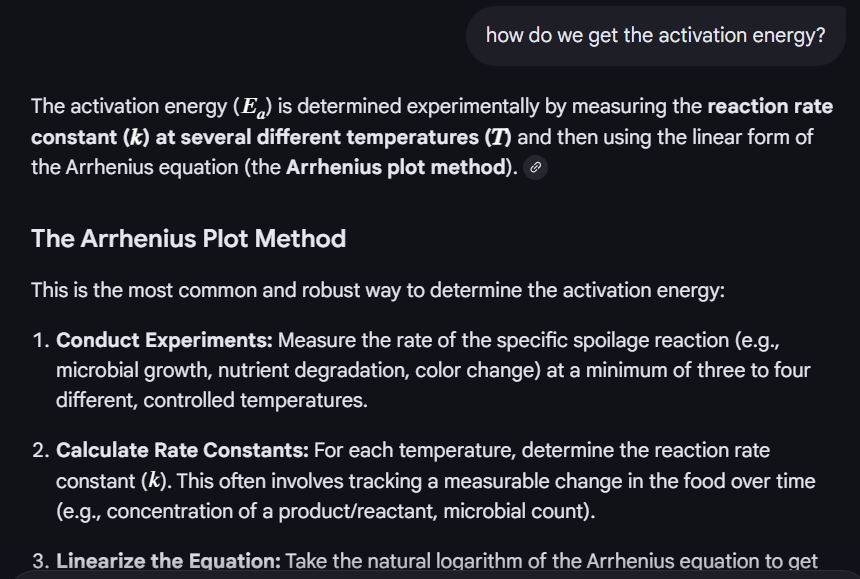 how do we get the activation energy?
The activation energy (Ea) is determined experimentally by measuring the reaction rate
constant (k) at several different temperatures (T) and then using the linear form of
the Arrhenius equation (the Arrhenius plot method).
The Arrhenius Plot Method
This is the most common and robust way to determine the activation energy:
1. Conduct Experiments: Measure the rate of the specific spoilage reaction (e.g.,
microbial growth, nutrient degradation, color change) at a minimum of three to four
different, controlled temperatures.
2. Calculate Rate Constants: For each temperature, determine the reaction rate
constant (k). This often involves tracking a measurable change in the food over time
(e.g., concentration of a product/reactant, microbial count).
3. Linearize the Equation: Take the natural logarithm of the Arrhenius equation to get